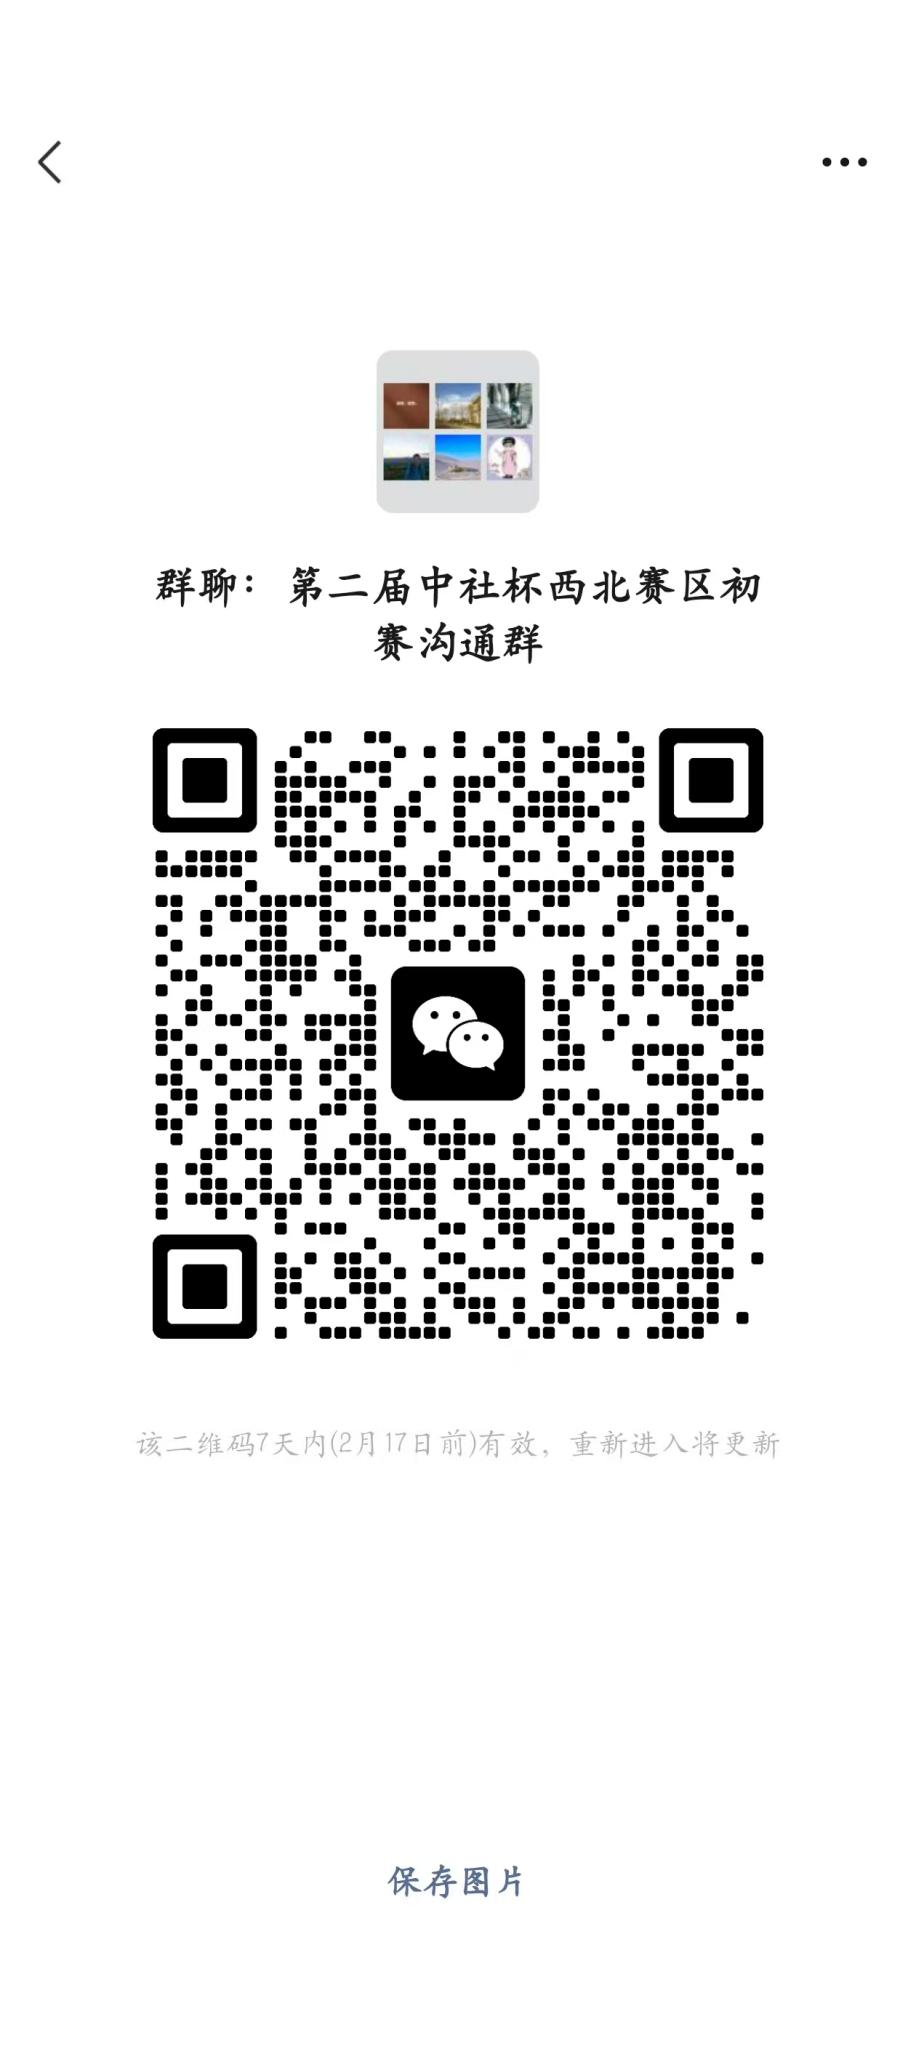 群聊：第二届中社杯西北赛区初
赛沟通群
该二维码7天内(2月17日前)有效，重新进入将更新
保存图片